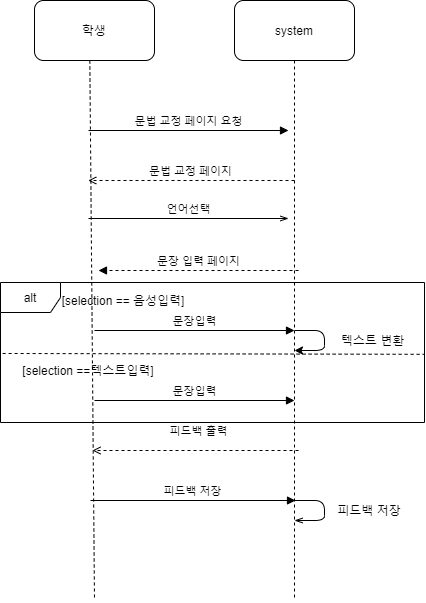 학생
system
문법 교정 페이지 요청
문법 교정 페이지
언어선택
문장 입력 페이지
alt
[selection == 음성입력]
문장입력
텍스트 변환
[selection ==텍스트입력]
문장입력
피드백 출력
피드백 저장
피드백 저장